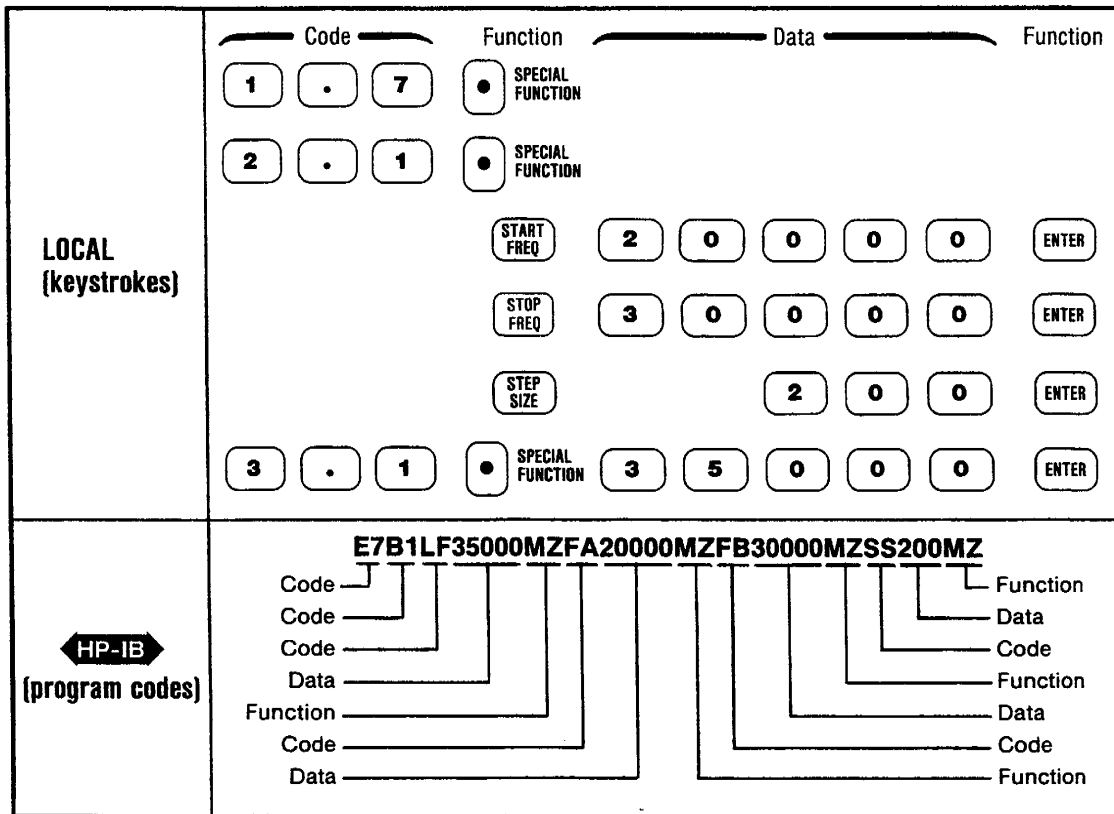 Code Function Data Function
1 . 7 • SPECIAL FUNCTION
2 . 1 • SPECIAL FUNCTION
LOCAL
(keystrokes)
START FREQ 2 0 0 0 0 ENTER
STOP FREQ 3 0 0 0 0 ENTER
STEP SIZE 2 0 0 ENTER
3 . 1 • SPECIAL FUNCTION 3 5 0 0 0 ENTER
HP-IB
(program codes)
E7B1LF35000MZFA20000MZFB30000MZSS200MZ
Code Function
Code Data
Code Code
Data Function
Function Data
Code Code
Data Function